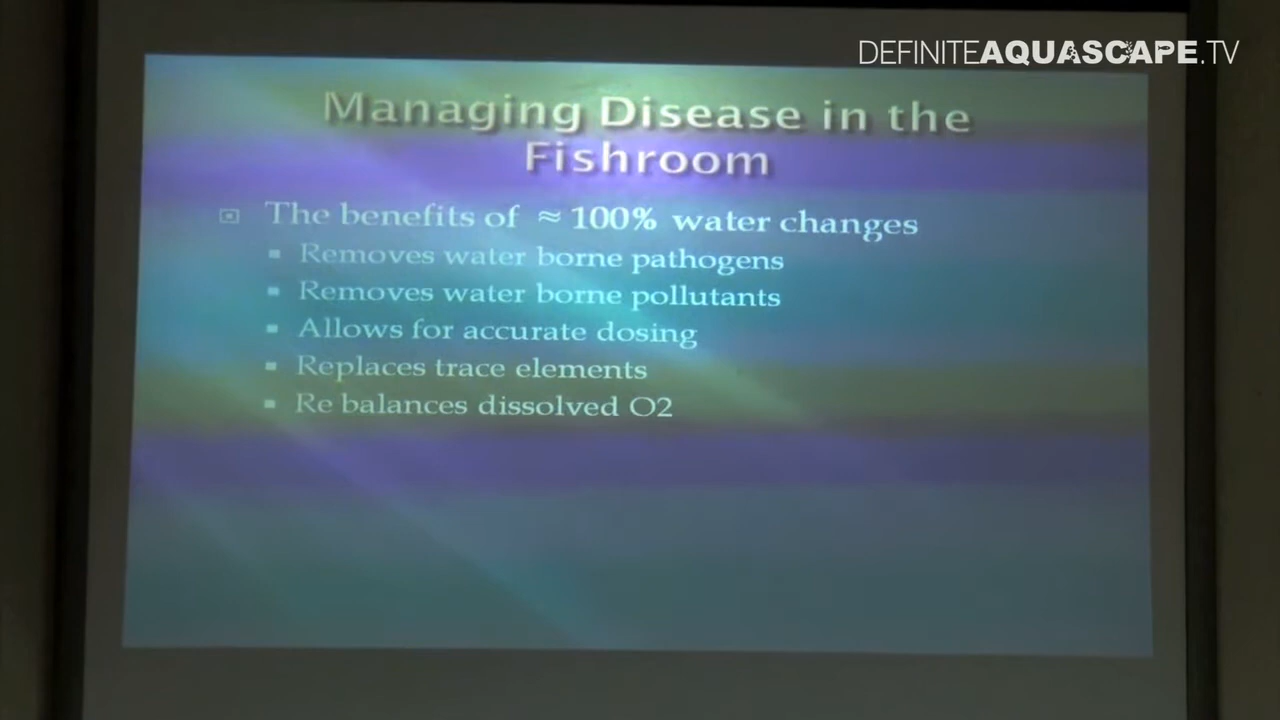 DEFINITEAQUASCAPE.TV
Managing Disease in the
Fishroom
The benefits of ≈ 100% water changes
Removes water borne pathogens
Removes water borne pollutants
Allows for accurate dosing
Replaces trace elements
Re balances dissolved O2